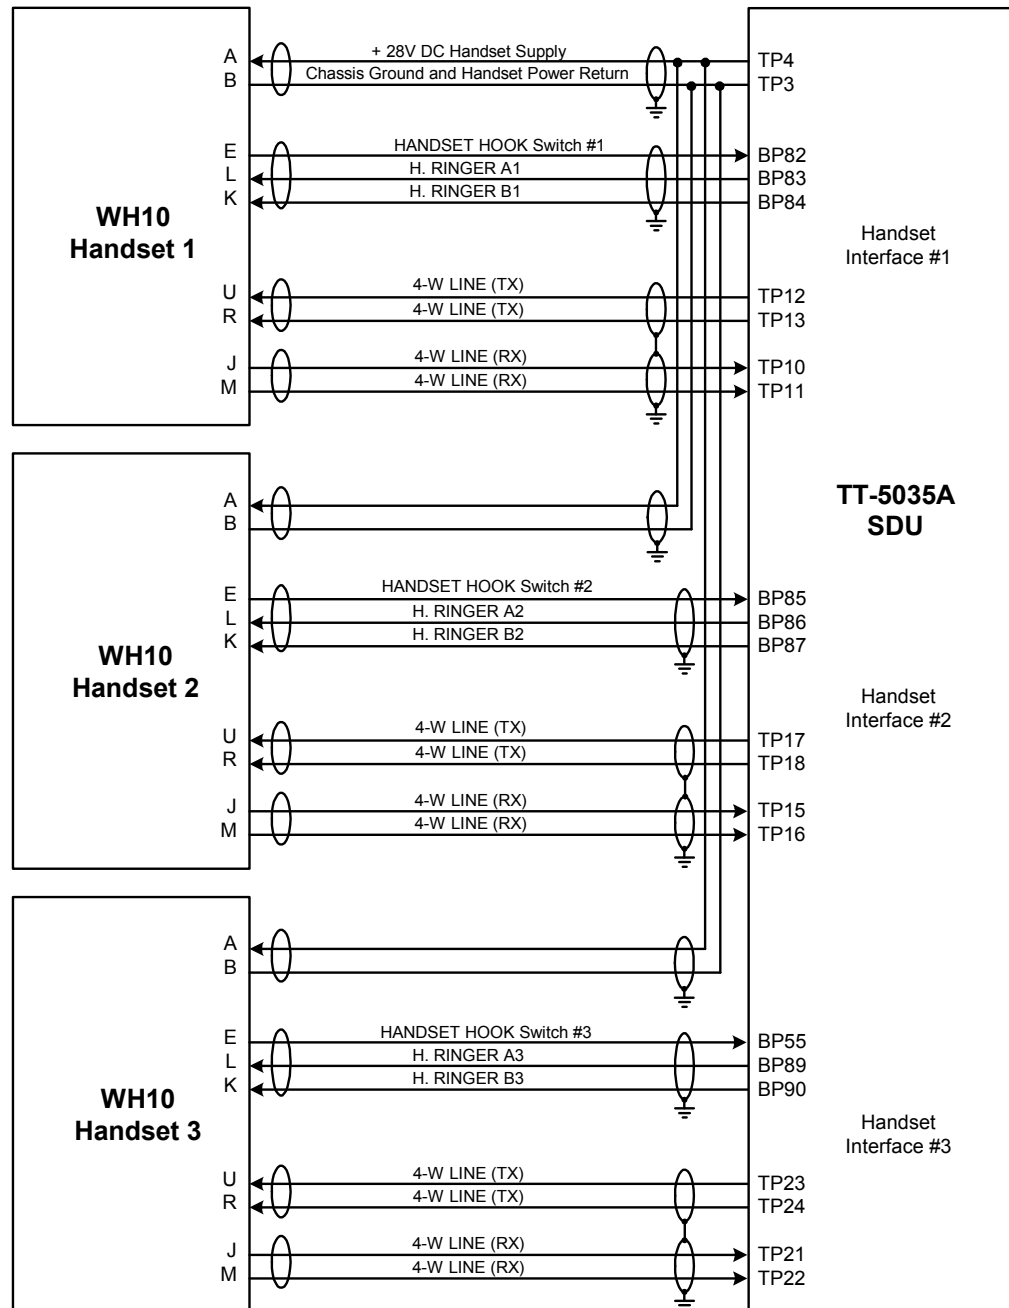 A + 28V DC Handset Supply TP4
B Chassis Ground and Handset Power Return TP3
E HANDSET HOOK Switch #1 BP82
L H. RINGER A1 BP83
K H. RINGER B1 BP84
WH10
Handset 1
Handset
Interface #1
U 4-W LINE (TX) TP12
R 4-W LINE (TX) TP13
J 4-W LINE (RX) TP10
M 4-W LINE (RX) TP11
A
B
TT-5035A
SDU
E HANDSET HOOK Switch #2 BP85
L H. RINGER A2 BP86
K H. RINGER B2 BP87
WH10
Handset 2
Handset
Interface #2
U 4-W LINE (TX) TP17
R 4-W LINE (TX) TP18
J 4-W LINE (RX) TP15
M 4-W LINE (RX) TP16
A
B
E HANDSET HOOK Switch #3 BP55
L H. RINGER A3 BP89
K H. RINGER B3 BP90
WH10
Handset 3
Handset
Interface #3
U 4-W LINE (TX) TP23
R 4-W LINE (TX) TP24
J 4-W LINE (RX) TP21
M 4-W LINE (RX) TP22